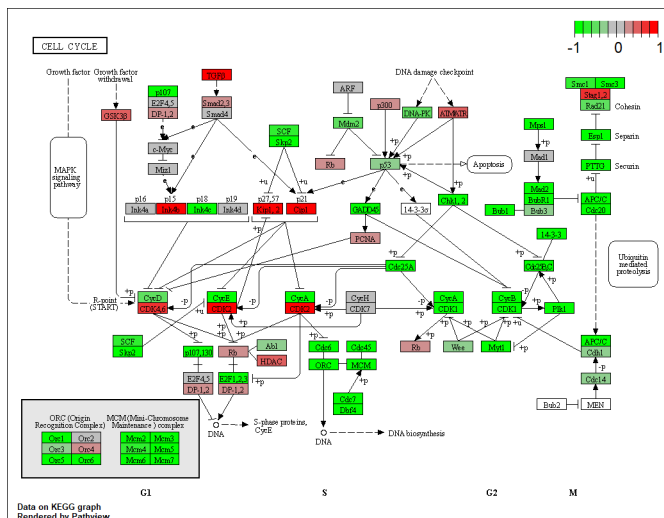 CELL CYCLE
-1 0 1
Growth factor
Growth factor withdrawal
TGFβ
DNA damage checkpoint
GSK3β
p107
E2F4,5
DP-1,2
Smad2,3
Smad4
ARF
p300
DNA-PK
ATM/ATR
Smc1
Smc3
Stag1,2
Rad21
Cohesin
c-Myc
Miz1
SCF
Skp2
Mdm2
Rb
p53
Apoptosis
Mps1
Mad1
Esp1
Separin
PTTG
Securin
MAPK signaling pathway
p16
Ink4a
p15
Ink4b
p18
Ink4c
p19
Ink4d
p27,57
Kip1,2
p21
Cip1
GADD45
14-3-3σ
Chk1,2
Bub1
Mad2
BubR1
Bub3
APC/C
Cdc20
PCNA
Cdc25A
14-3-3
Cdc25B,C
Ubiquitin mediated proteolysis
R-point (START)
CycD
CDK4,6
CycE
CDK2
CycA
CDK2
CycH
CDK7
CycA
CDK1
CycB
CDK1
Plk1
SCF
Skp2
p107,130
Rb
Abl
HDAC
Cdc6
Cdc45
ORC
MCM
Rb
Wee
Myt1
APC/C
Cdh1
E2F4,5
DP-1,2
E2F1,2,3
DP-1,2
Cdc7
Dbf4
Cdc14
Bub2
MEN
DNA
S-phase proteins, CycE
DNA
DNA biosynthesis
ORC (Origin Recognition Complex)
MCM (Mini-Chromosome Maintenance) complex
Orc1 Orc2 Mcm2 Mcm3
Orc3 Orc4 Mcm4 Mcm5
Orc5 Orc6 Mcm6 Mcm7
G1 S G2 M
Data on KEGG graph
Rendered by Pathview